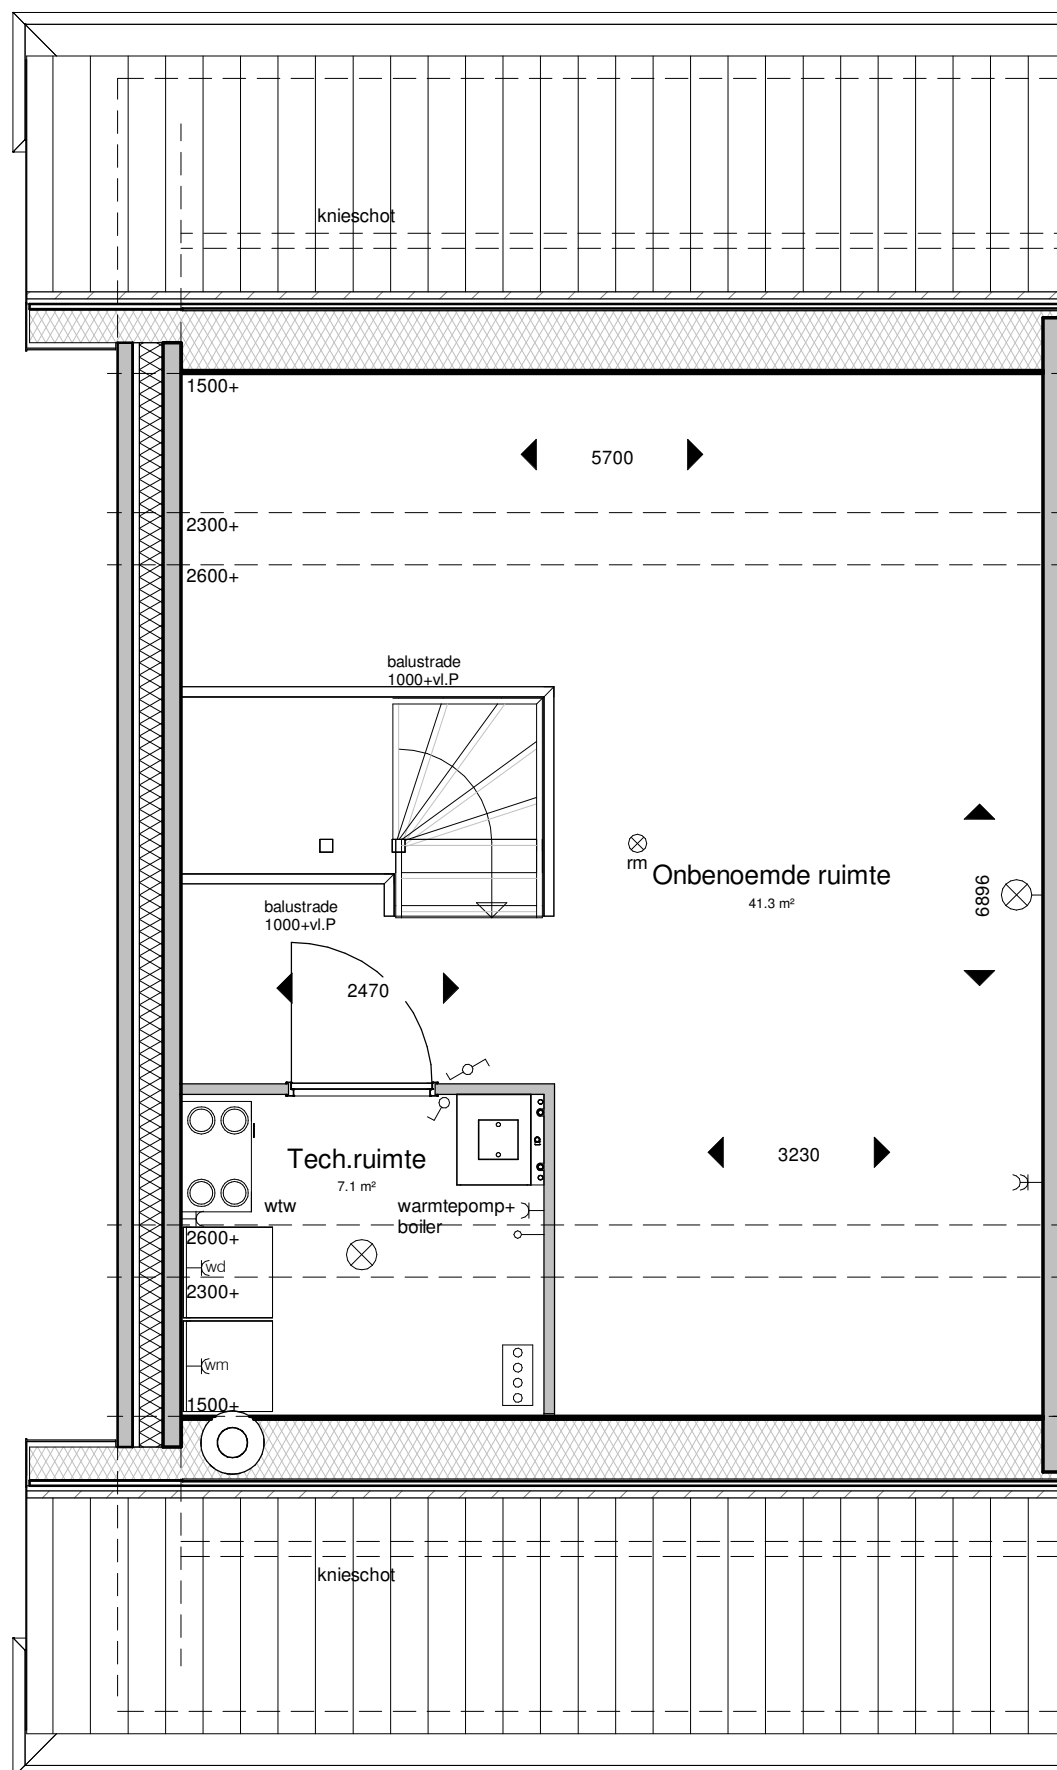 knieschot
1500+
5700
2300+
2600+
balustrade
1000+vl.P
rm
Onbenoemde ruimte
41.3 m²
6896
balustrade
1000+vl.P
2470
Tech.ruimte
7.1 m²
3230
wtw
warmtepomp+
boiler
2600+
wd
2300+
wm
1500+
knieschot